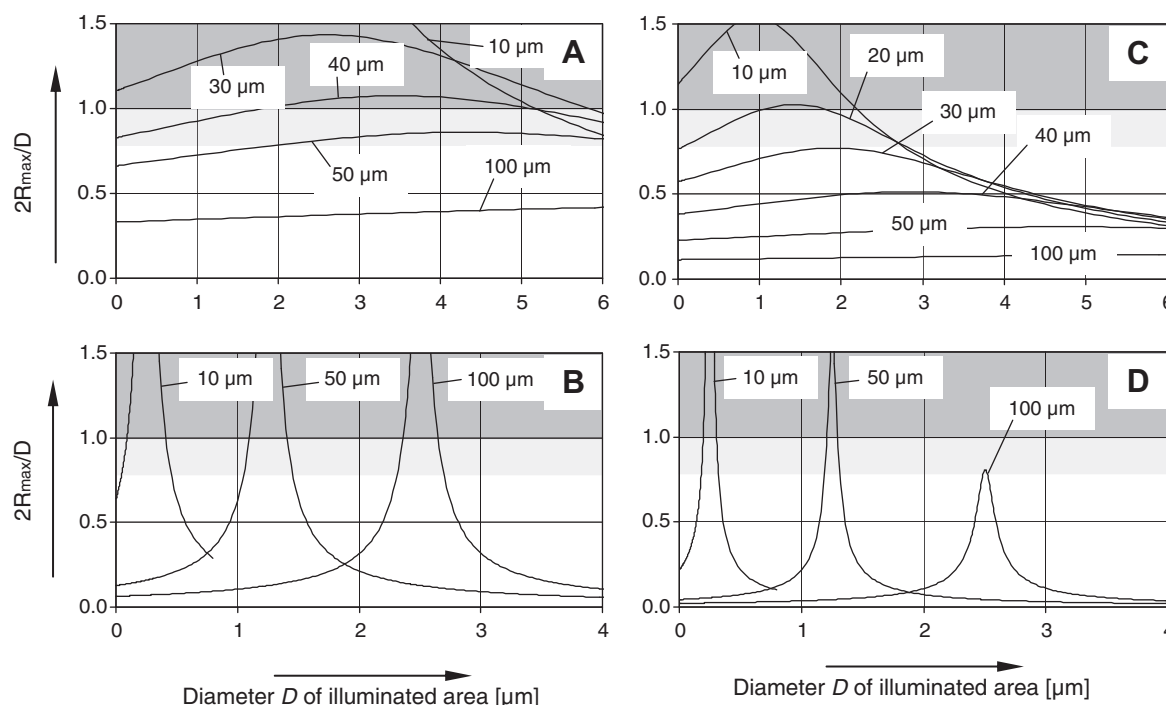 1.5
1.0
0.5
0.0
2Rmax/D
A
10 µm
40 µm
30 µm
50 µm
100 µm
0 1 2 3 4 5 6
1.5
1.0
0.5
0.0
C
10 µm
20 µm
30 µm
40 µm
50 µm
100 µm
0 1 2 3 4 5 6
1.5
1.0
0.5
0.0
2Rmax/D
B
10 µm
50 µm
100 µm
0 1 2 3 4
Diameter D of illuminated area [µm]
1.5
1.0
0.5
0.0
D
10 µm
50 µm
100 µm
0 1 2 3 4
Diameter D of illuminated area [µm]